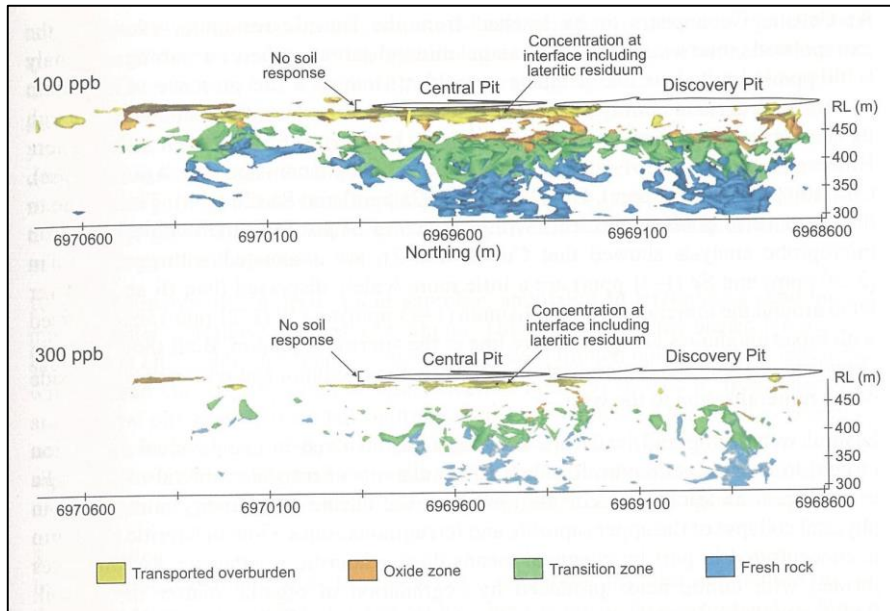 100 ppb
No soil
response
Concentration at
interface including
lateritic residuum
Central Pit
Discovery Pit
RL (m)
450
400
350
300
6970600
6970100
6969600
6969100
6968600
Northing (m)
300 ppb
No soil
response
Concentration at
interface including
lateritic residuum
Central Pit
Discovery Pit
RL (m)
450
400
350
300
6970600
6970100
6969600
6969100
6968600
Transported overburden
Oxide zone
Transition zone
Fresh rock